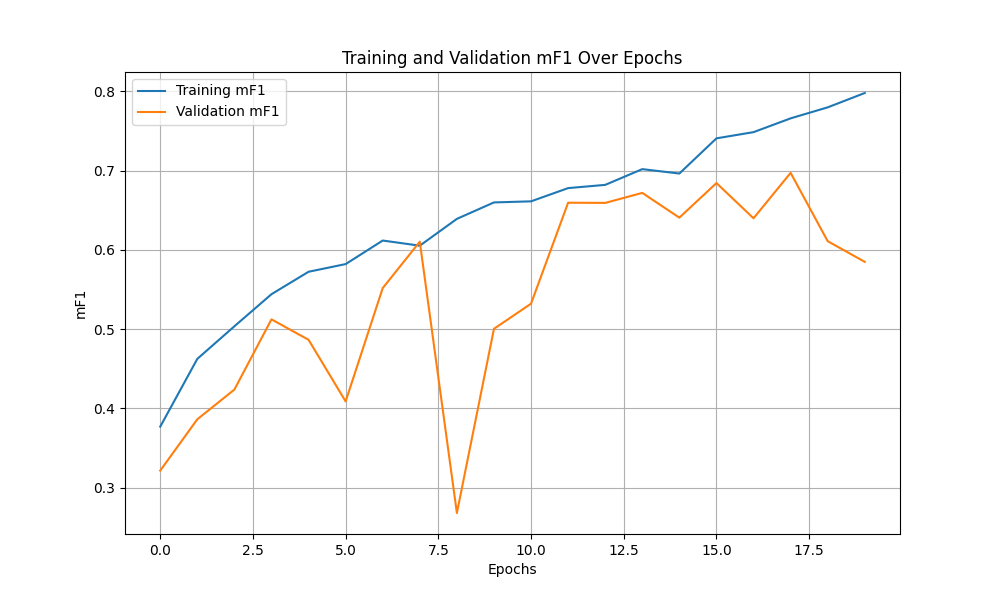 Training and Validation mF1 Over Epochs
Training mF1
Validation mF1
0.8
0.7
0.6
0.5
0.4
0.3
mF1
0.0 2.5 5.0 7.5 10.0 12.5 15.0 17.5
Epochs